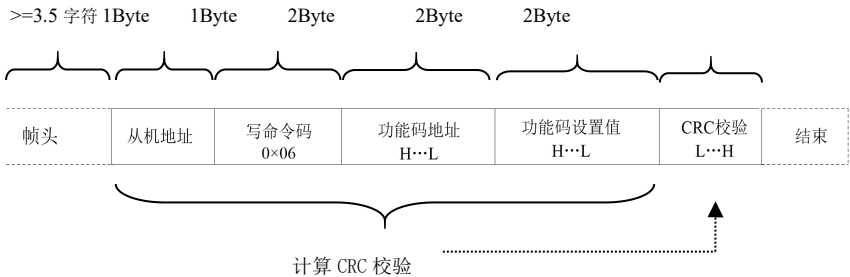 >=3.5 字符 1Byte 1Byte 2Byte 2Byte 2Byte
帧头 从机地址 写命令码 功能码地址 功能码设置值 CRC校验 结束
0×06 H…L H…L L…H
计算 CRC 校验